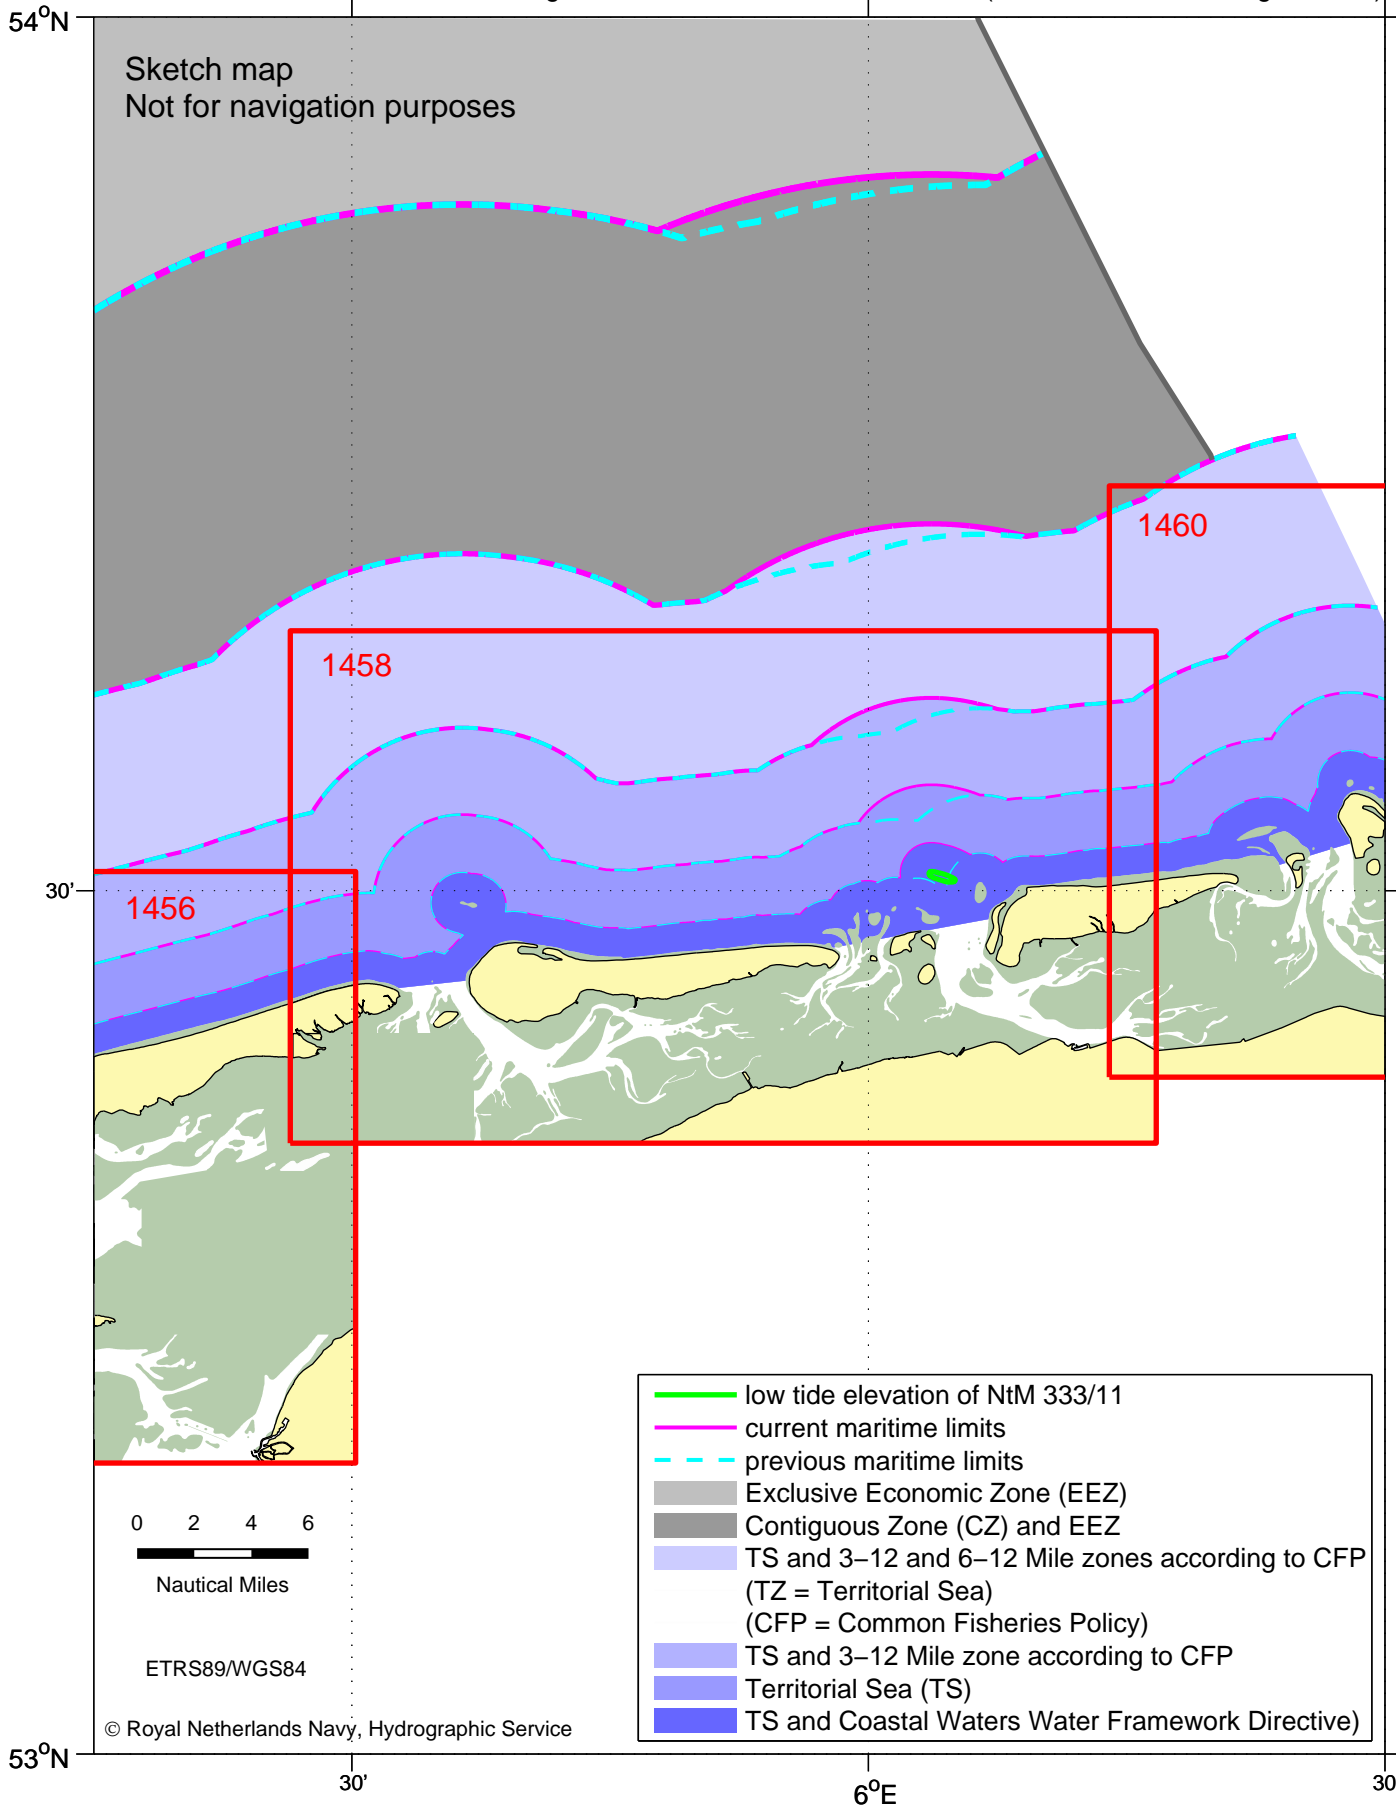 54°N
Sketch map
Not for navigation purposes
1460
1458
30'
1456
low tide elevation of NtM 333/11
current maritime limits
previous maritime limits
Exclusive Economic Zone (EEZ)
Contiguous Zone (CZ) and EEZ
TS and 3−12 and 6−12 Mile zones according to CFP
(TZ = Territorial Sea)
(CFP = Common Fisheries Policy)
TS and 3−12 Mile zone according to CFP
Territorial Sea (TS)
TS and Coastal Waters Water Framework Directive)
0 2 4 6
Nautical Miles
ETRS89/WGS84
© Royal Netherlands Navy, Hydrographic Service
53°N
30' 6°E 30